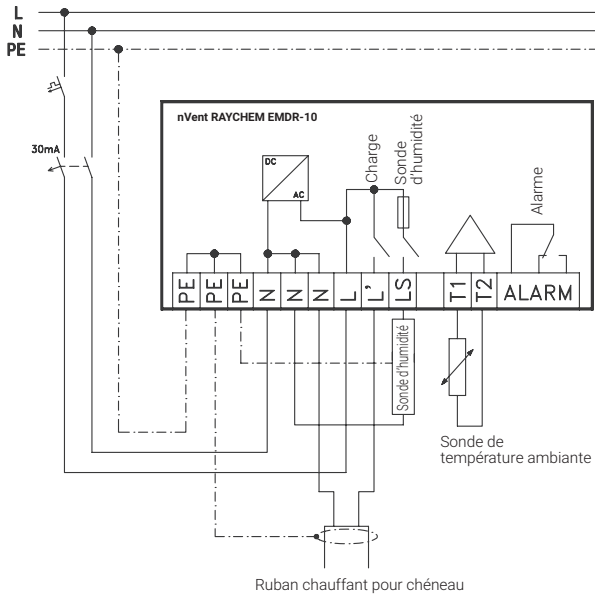 L
N
PE
30mA
nVent RAYCHEM EMDR-10
DC
AC
Charge
Sonde
d'humidité
Alarme
PE
PE
PE
N
N
N
L
L'
LS
T1
T2
ALARM
Sonde d'humidité
Sonde de
température ambiante
Ruban chauffant pour chéneau